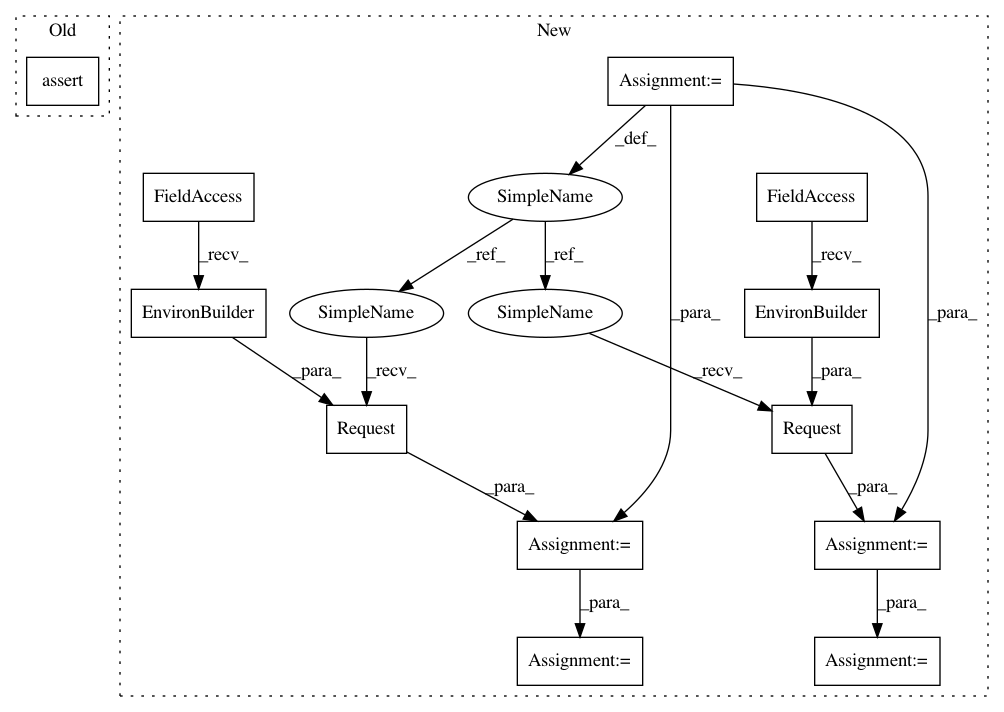 Old
New
assert
Assignment:=
_def_
FieldAccess
SimpleName
FieldAccess
_recv_
_ref_
_ref_
_recv_
EnvironBuilder
SimpleName
SimpleName
_para_
EnvironBuilder
_para_
_para_
_recv_
_recv_
_para_
Request
Request
_para_
_para_
Assignment:=
Assignment:=
_para_
_para_
Assignment:=
Assignment:=